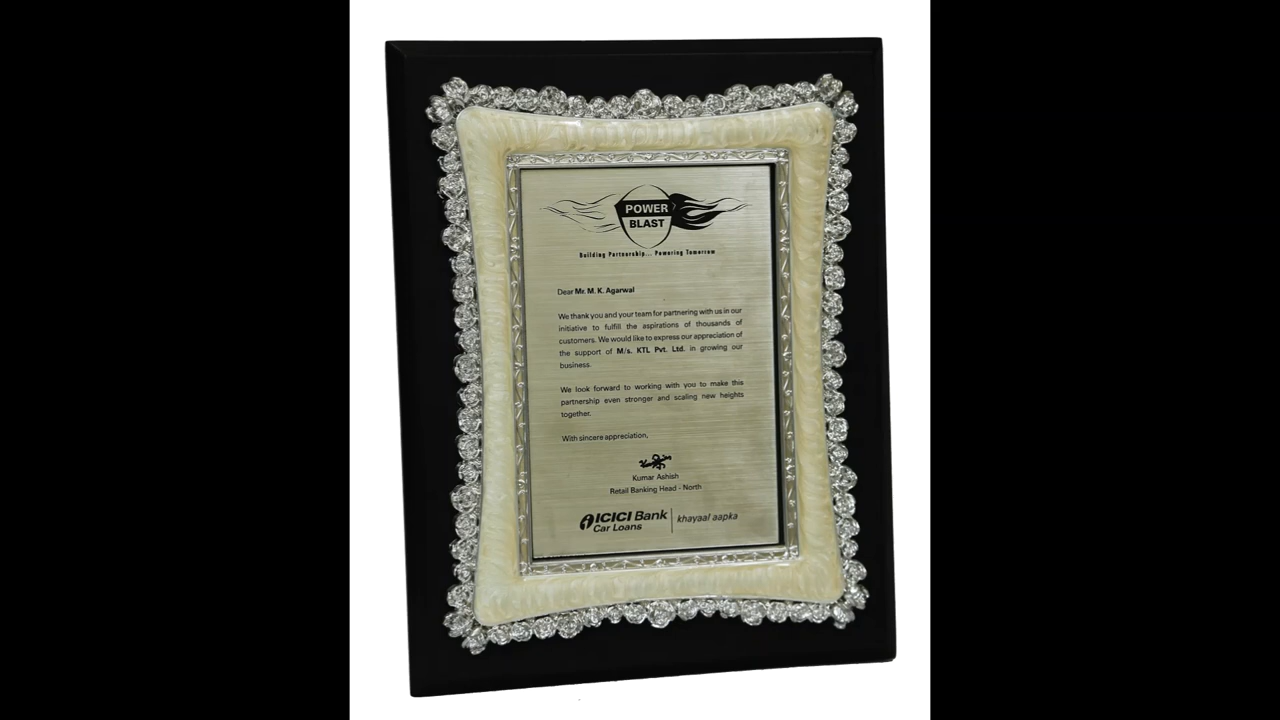 POWER
BLAST
Building Partnership... Powering Tomorrow
Dear Mr. M. K. Agarwal
We thank you and your team for partnering with us in our
initiative to fulfill the aspirations of thousands of
customers. We would like to express our appreciation of
the support of M/s. KTL Pvt. Ltd. in growing our
business.
We look forward to working with you to make this
partnership even stronger and scaling new heights
together.
With sincere appreciation,
Kumar Ashish
Retail Banking Head - North
ICICI Bank
Car Loans
khayaal aapka